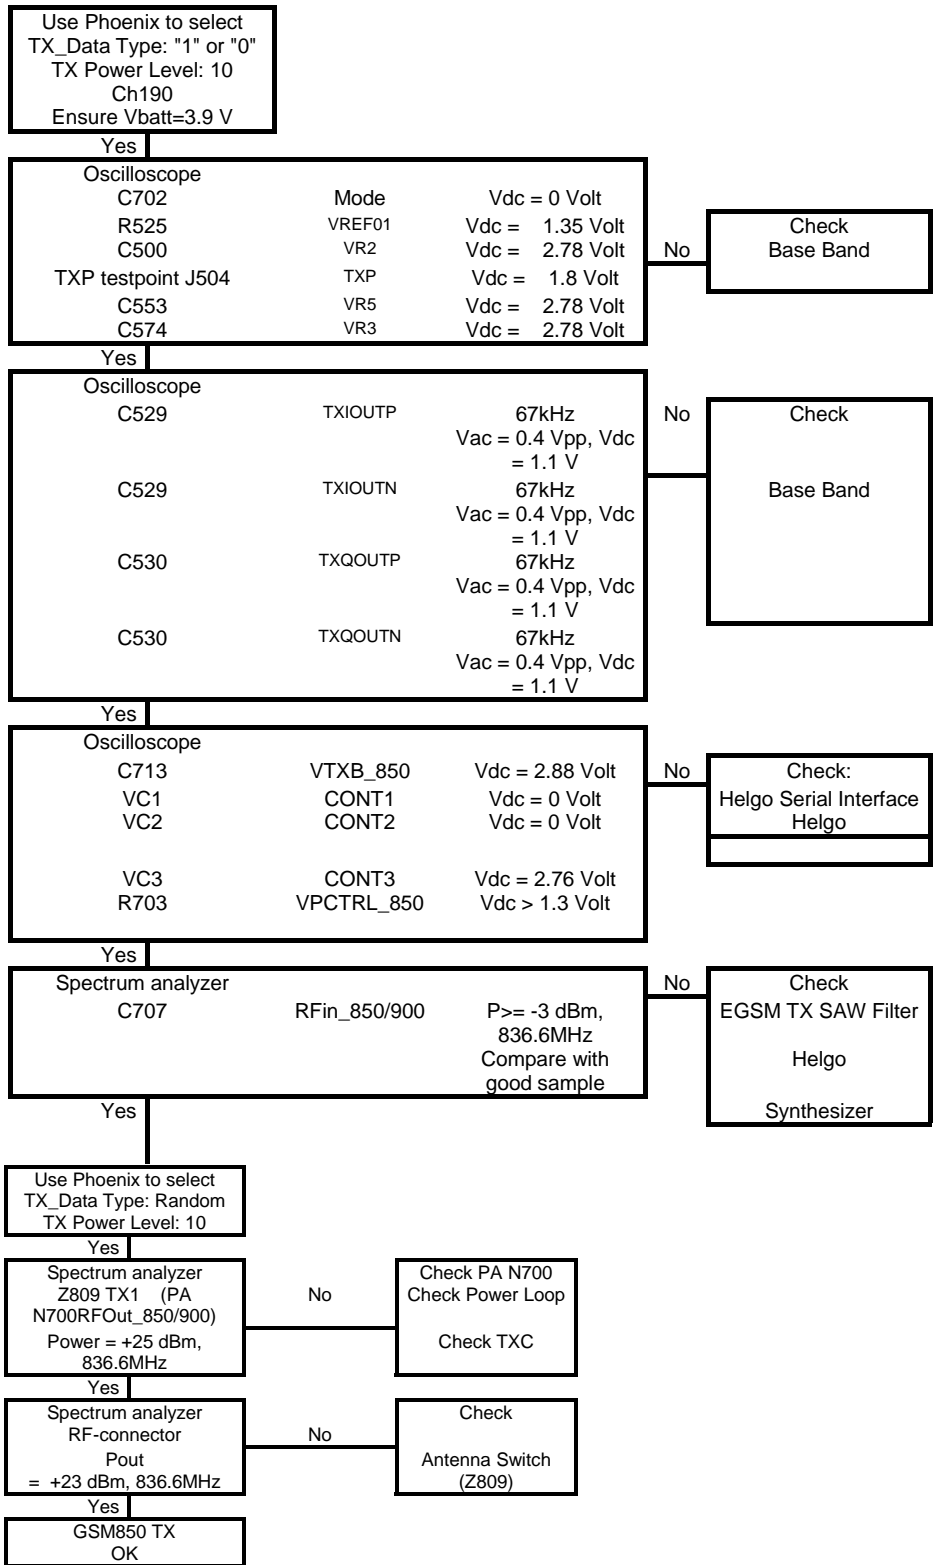 Use Phoenix to select
TX_Data Type: "1" or "0"
TX Power Level: 10
Ch190
Ensure Vbatt=3.9 V
Yes
Oscilloscope
C702 Mode Vdc = 0 Volt
R525 VREF01 Vdc = 1.35 Volt
C500 VR2 Vdc = 2.78 Volt
TXP testpoint J504 TXP Vdc = 1.8 Volt
C553 VR5 Vdc = 2.78 Volt
C574 VR3 Vdc = 2.78 Volt
No
Check
Base Band
Yes
Oscilloscope
C529 TXIOUTP 67kHz
Vac = 0.4 Vpp, Vdc
= 1.1 V
C529 TXIOUTN 67kHz
Vac = 0.4 Vpp, Vdc
= 1.1 V
C530 TXQOUTP 67kHz
Vac = 0.4 Vpp, Vdc
= 1.1 V
C530 TXQOUTN 67kHz
Vac = 0.4 Vpp, Vdc
= 1.1 V
No
Check
Base Band
Yes
Oscilloscope
C713 VTXB_850 Vdc = 2.88 Volt
VC1 CONT1 Vdc = 0 Volt
VC2 CONT2 Vdc = 0 Volt
VC3 CONT3 Vdc = 2.76 Volt
R703 VPCTRL_850 Vdc > 1.3 Volt
No
Check:
Helgo Serial Interface
Helgo
Yes
Spectrum analyzer
C707 RFin_850/900 P>= -3 dBm,
836.6MHz
Compare with
good sample
No
Check
EGSM TX SAW Filter
Helgo
Synthesizer
Yes
Use Phoenix to select
TX_Data Type: Random
TX Power Level: 10
Yes
Spectrum analyzer
Z809 TX1 (PA
N700RFOut_850/900)
Power = +25 dBm,
836.6MHz
No
Check PA N700
Check Power Loop
Check TXC
Yes
Spectrum analyzer
RF-connector
Pout
= +23 dBm, 836.6MHz
No
Check
Antenna Switch
(Z809)
Yes
GSM850 TX
OK